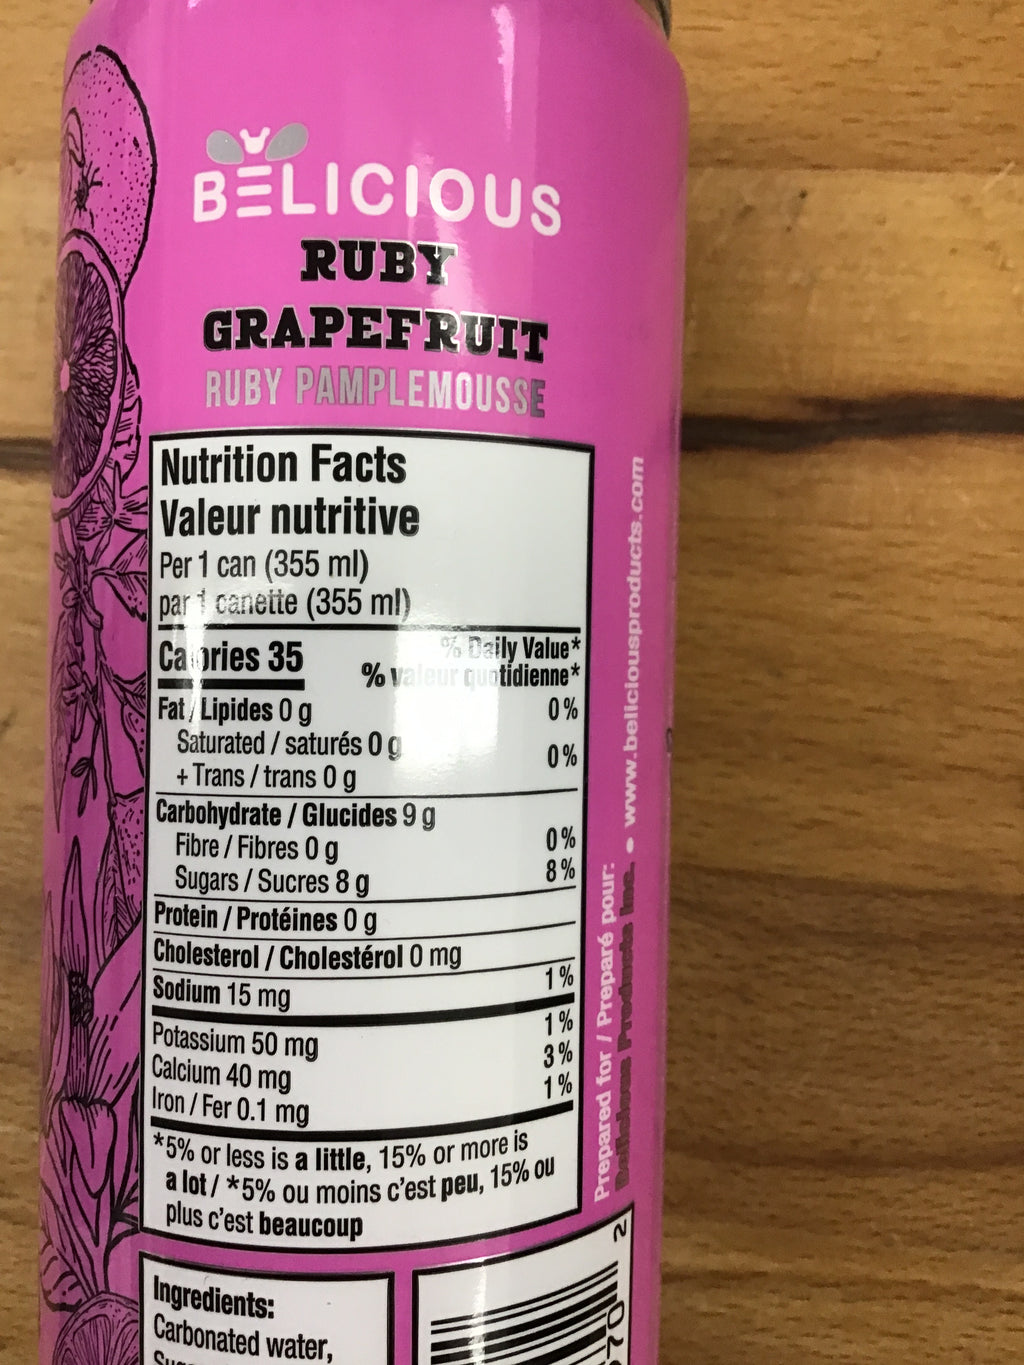 BELICIOUS
RUBY
GRAPEFRUIT
RUBY PAMPLEMOUSSE
Nutrition Facts
Valeur nutritive
Per 1 can (355 ml)
par 1 canette (355 ml)
Calories 35
% Daily Value*
% valeur quotidienne*
Fat / Lipides 0 g 0 %
Saturated / saturés 0 g
+ Trans / trans 0 g 0 %
Carbohydrate / Glucides 9 g
Fibre / Fibres 0 g 0 %
Sugars / Sucres 8 g 8 %
Protein / Protéines 0 g
Cholesterol / Cholestérol 0 mg
Sodium 15 mg 1 %
Potassium 50 mg 1 %
Calcium 40 mg 3 %
Iron / Fer 0.1 mg 1 %
*5% or less is a little, 15% or more is
a lot / *5% ou moins c'est peu, 15% ou
plus c'est beaucoup
Ingredients:
Carbonated water,
Prepared for / Preparé pour:
Belicious Products Inc. • www.beliciousproducts.com
2